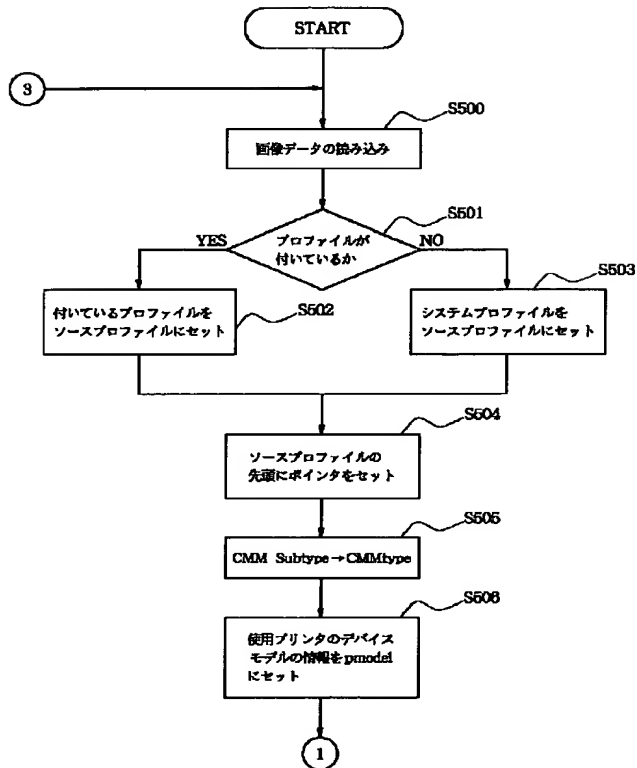 START
3
S500
画像データの読み込み
S501
プロファイルが
付いているか
YES
NO
S503
付いているプロファイルを
ソースプロファイルにセット
S502
システムプロファイルを
ソースプロファイルにセット
S504
ソースプロファイルの
先頭にポインタをセット
S505
CMM Subtype→CMMtype
S506
使用プリンタのデバイス
モデルの情報をpmodel
にセット
1